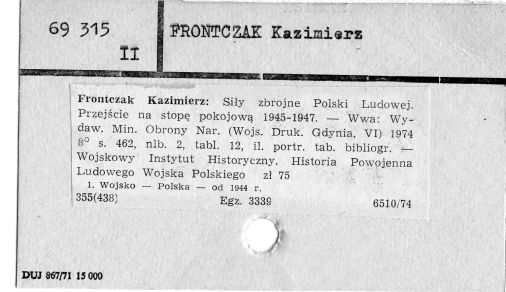 69 315
II
FRONTCZAK Kazimierz
Frontczak Kazimierz: Siły zbrojne Polski Ludowej.
Przejście na stopę pokojową 1945-1947. — Wwa: Wy-
daw. Min. Obrony Nar. (Wojs. Druk. Gdynia, VI) 1974
8° s. 462, nlb. 2, tabl. 12, il. portr. tab. bibliogr. —
Wojskowy Instytut Historyczny. Historia Powojenna
Ludowego Wojska Polskiego zł 75
1. Wojsko — Polska — od 1944 r.
355(438) Egz. 3339 6510/74
DUJ 867/71 15 000